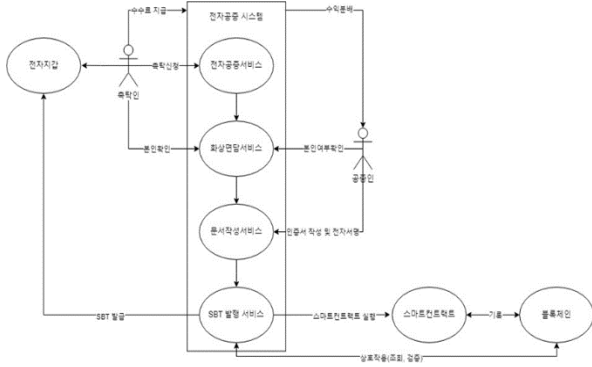 수수료 지급
전자공증 시스템
수익분배
전자지갑
촉탁인
촉탁신청
전자공증서비스
본인확인
화상면담서비스
본인여부확인
공증인
문서작성서비스
인증서 작성 및 전자서명
SBT 발급
SBT 발행 서비스
스마트컨트랙트 실행
스마트컨트랙트
기록
블록체인
상호작용(조회, 검증)